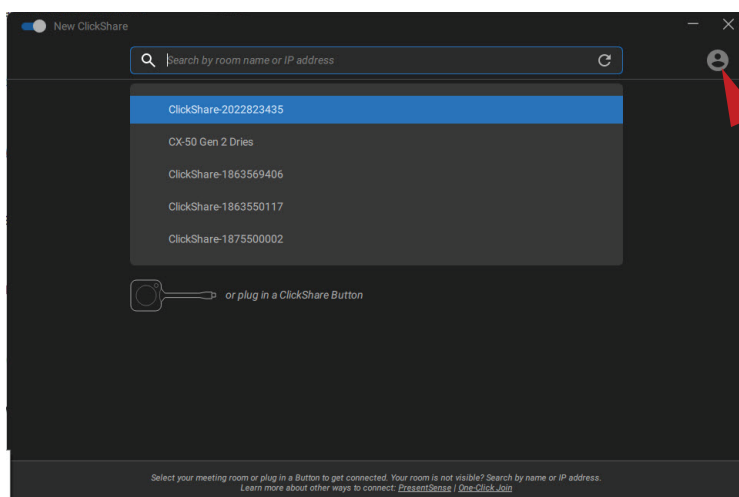 New ClickShare
Search by room name or IP address
ClickShare-2022823435
CX-50 Gen 2 Dries
ClickShare-1863569406
ClickShare-1863550117
ClickShare-1875500002
or plug in a ClickShare Button
Select your meeting room or plug in a Button to get connected. Your room is not visible? Search by name or IP address.
Learn more about other ways to connect: PresentSense | One-Click Join